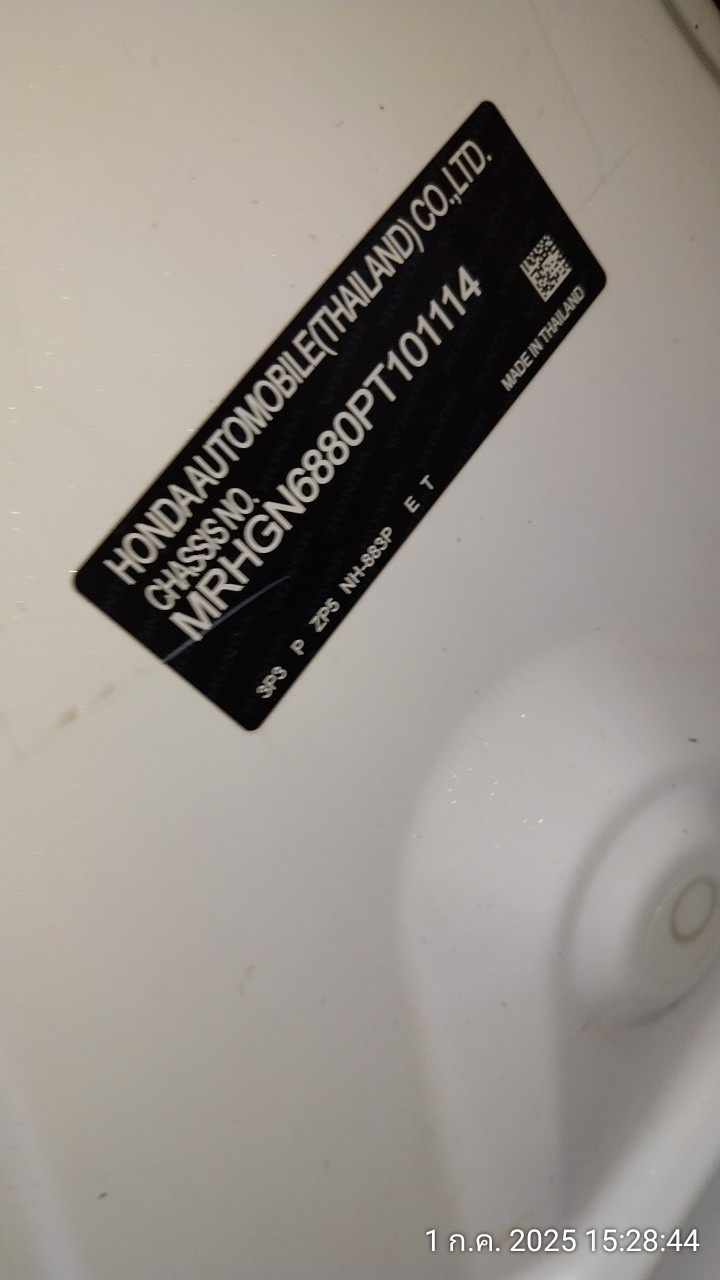 HONDA AUTOMOBILE(THAILAND) CO.,LTD.
CHASSIS NO.
MRHGN6880PT101114
3P3 P ZP5 NH-883P E T
MADE IN THAILAND
1 ก.ค. 2025 15:28:44